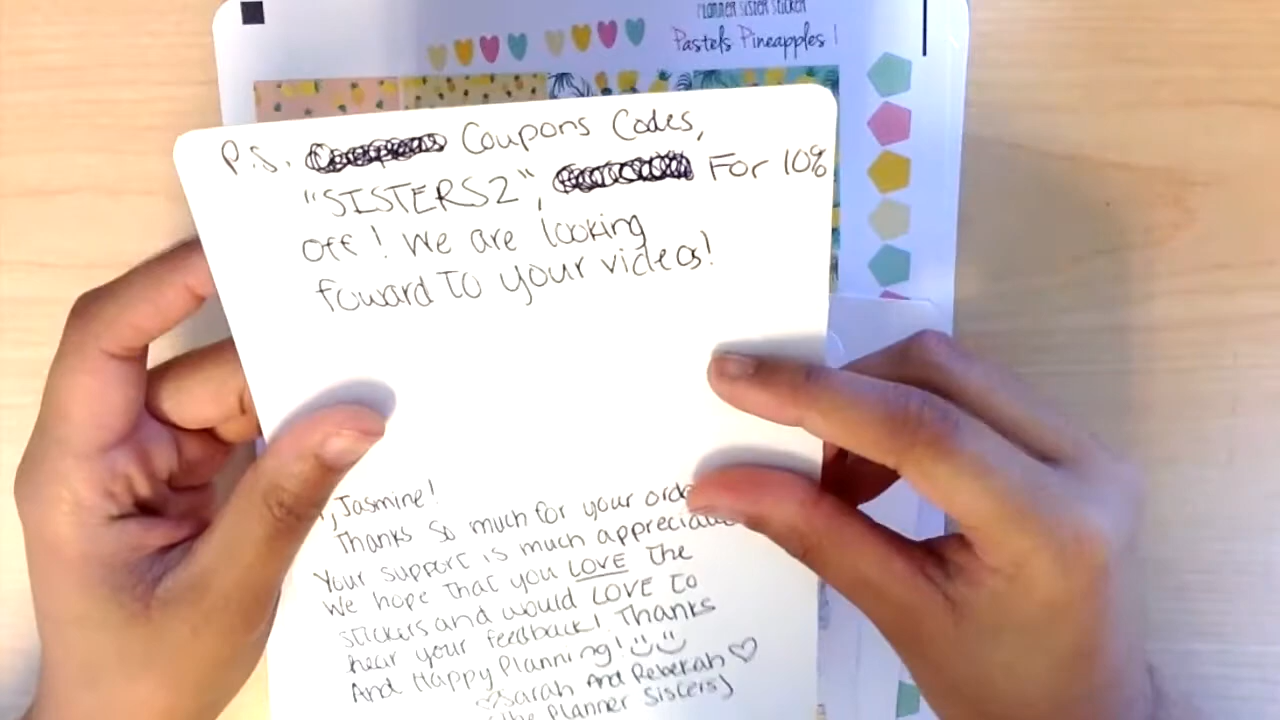 PLANNER SISTER STICKER
Pastels Pineapples 1
P.S. Coupons Codes,
"SISTERS2", For 10%
off! We are looking
foward To your videos!
, Jasmine!
Thanks So much for your orde
Your support is much appreciated
We hope That you LOVE The
stickers and would LOVE to
hear your feedback! Thanks
And Happy Planning!
Sarah And Rebekah
(the Planner Sisters)